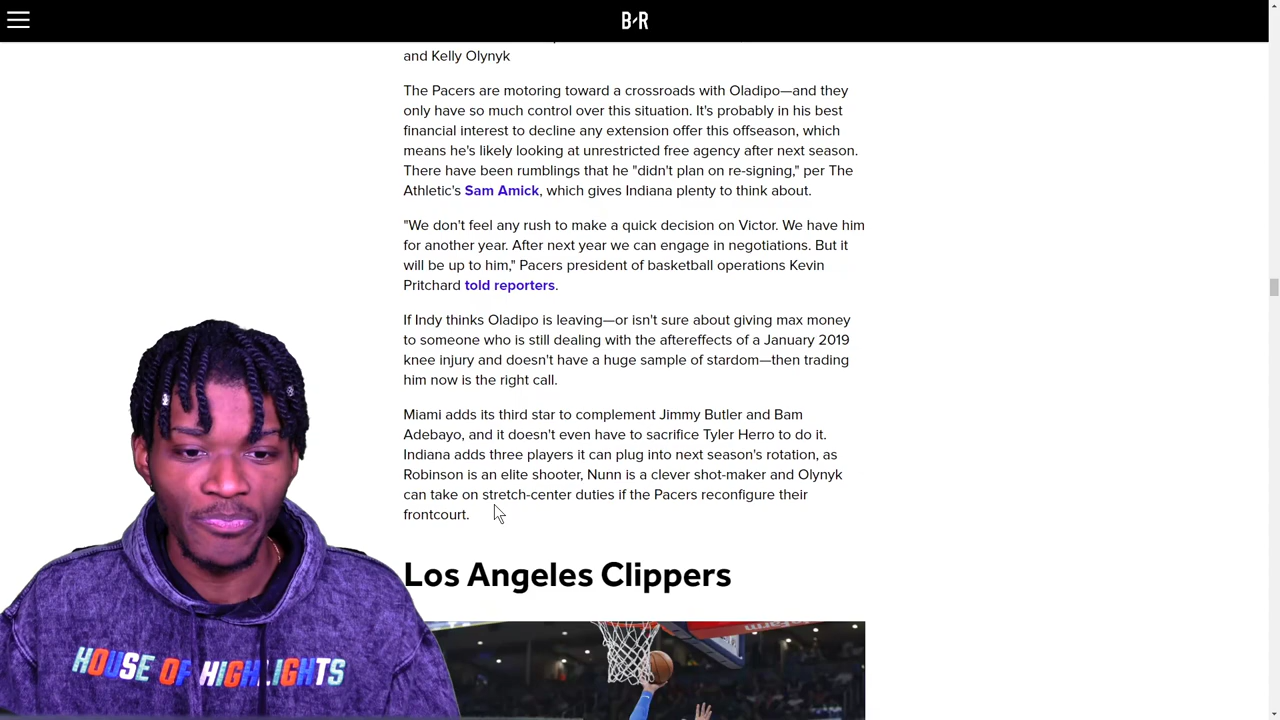 B/R
and Kelly Olynyk
The Pacers are motoring toward a crossroads with Oladipo—and they
only have so much control over this situation. It's probably in his best
financial interest to decline any extension offer this offseason, which
means he's likely looking at unrestricted free agency after next season.
There have been rumblings that he "didn't plan on re-signing," per The
Athletic's Sam Amick, which gives Indiana plenty to think about.
"We don't feel any rush to make a quick decision on Victor. We have him
for another year. After next year we can engage in negotiations. But it
will be up to him," Pacers president of basketball operations Kevin
Pritchard told reporters.
If Indy thinks Oladipo is leaving—or isn't sure about giving max money
to someone who is still dealing with the aftereffects of a January 2019
knee injury and doesn't have a huge sample of stardom—then trading
him now is the right call.
Miami adds its third star to complement Jimmy Butler and Bam
Adebayo, and it doesn't even have to sacrifice Tyler Herro to do it.
Indiana adds three players it can plug into next season's rotation, as
Robinson is an elite shooter, Nunn is a clever shot-maker and Olynyk
can take on stretch-center duties if the Pacers reconfigure their
frontcourt.
Los Angeles Clippers
HOUSE OF HIGHLIGHTS